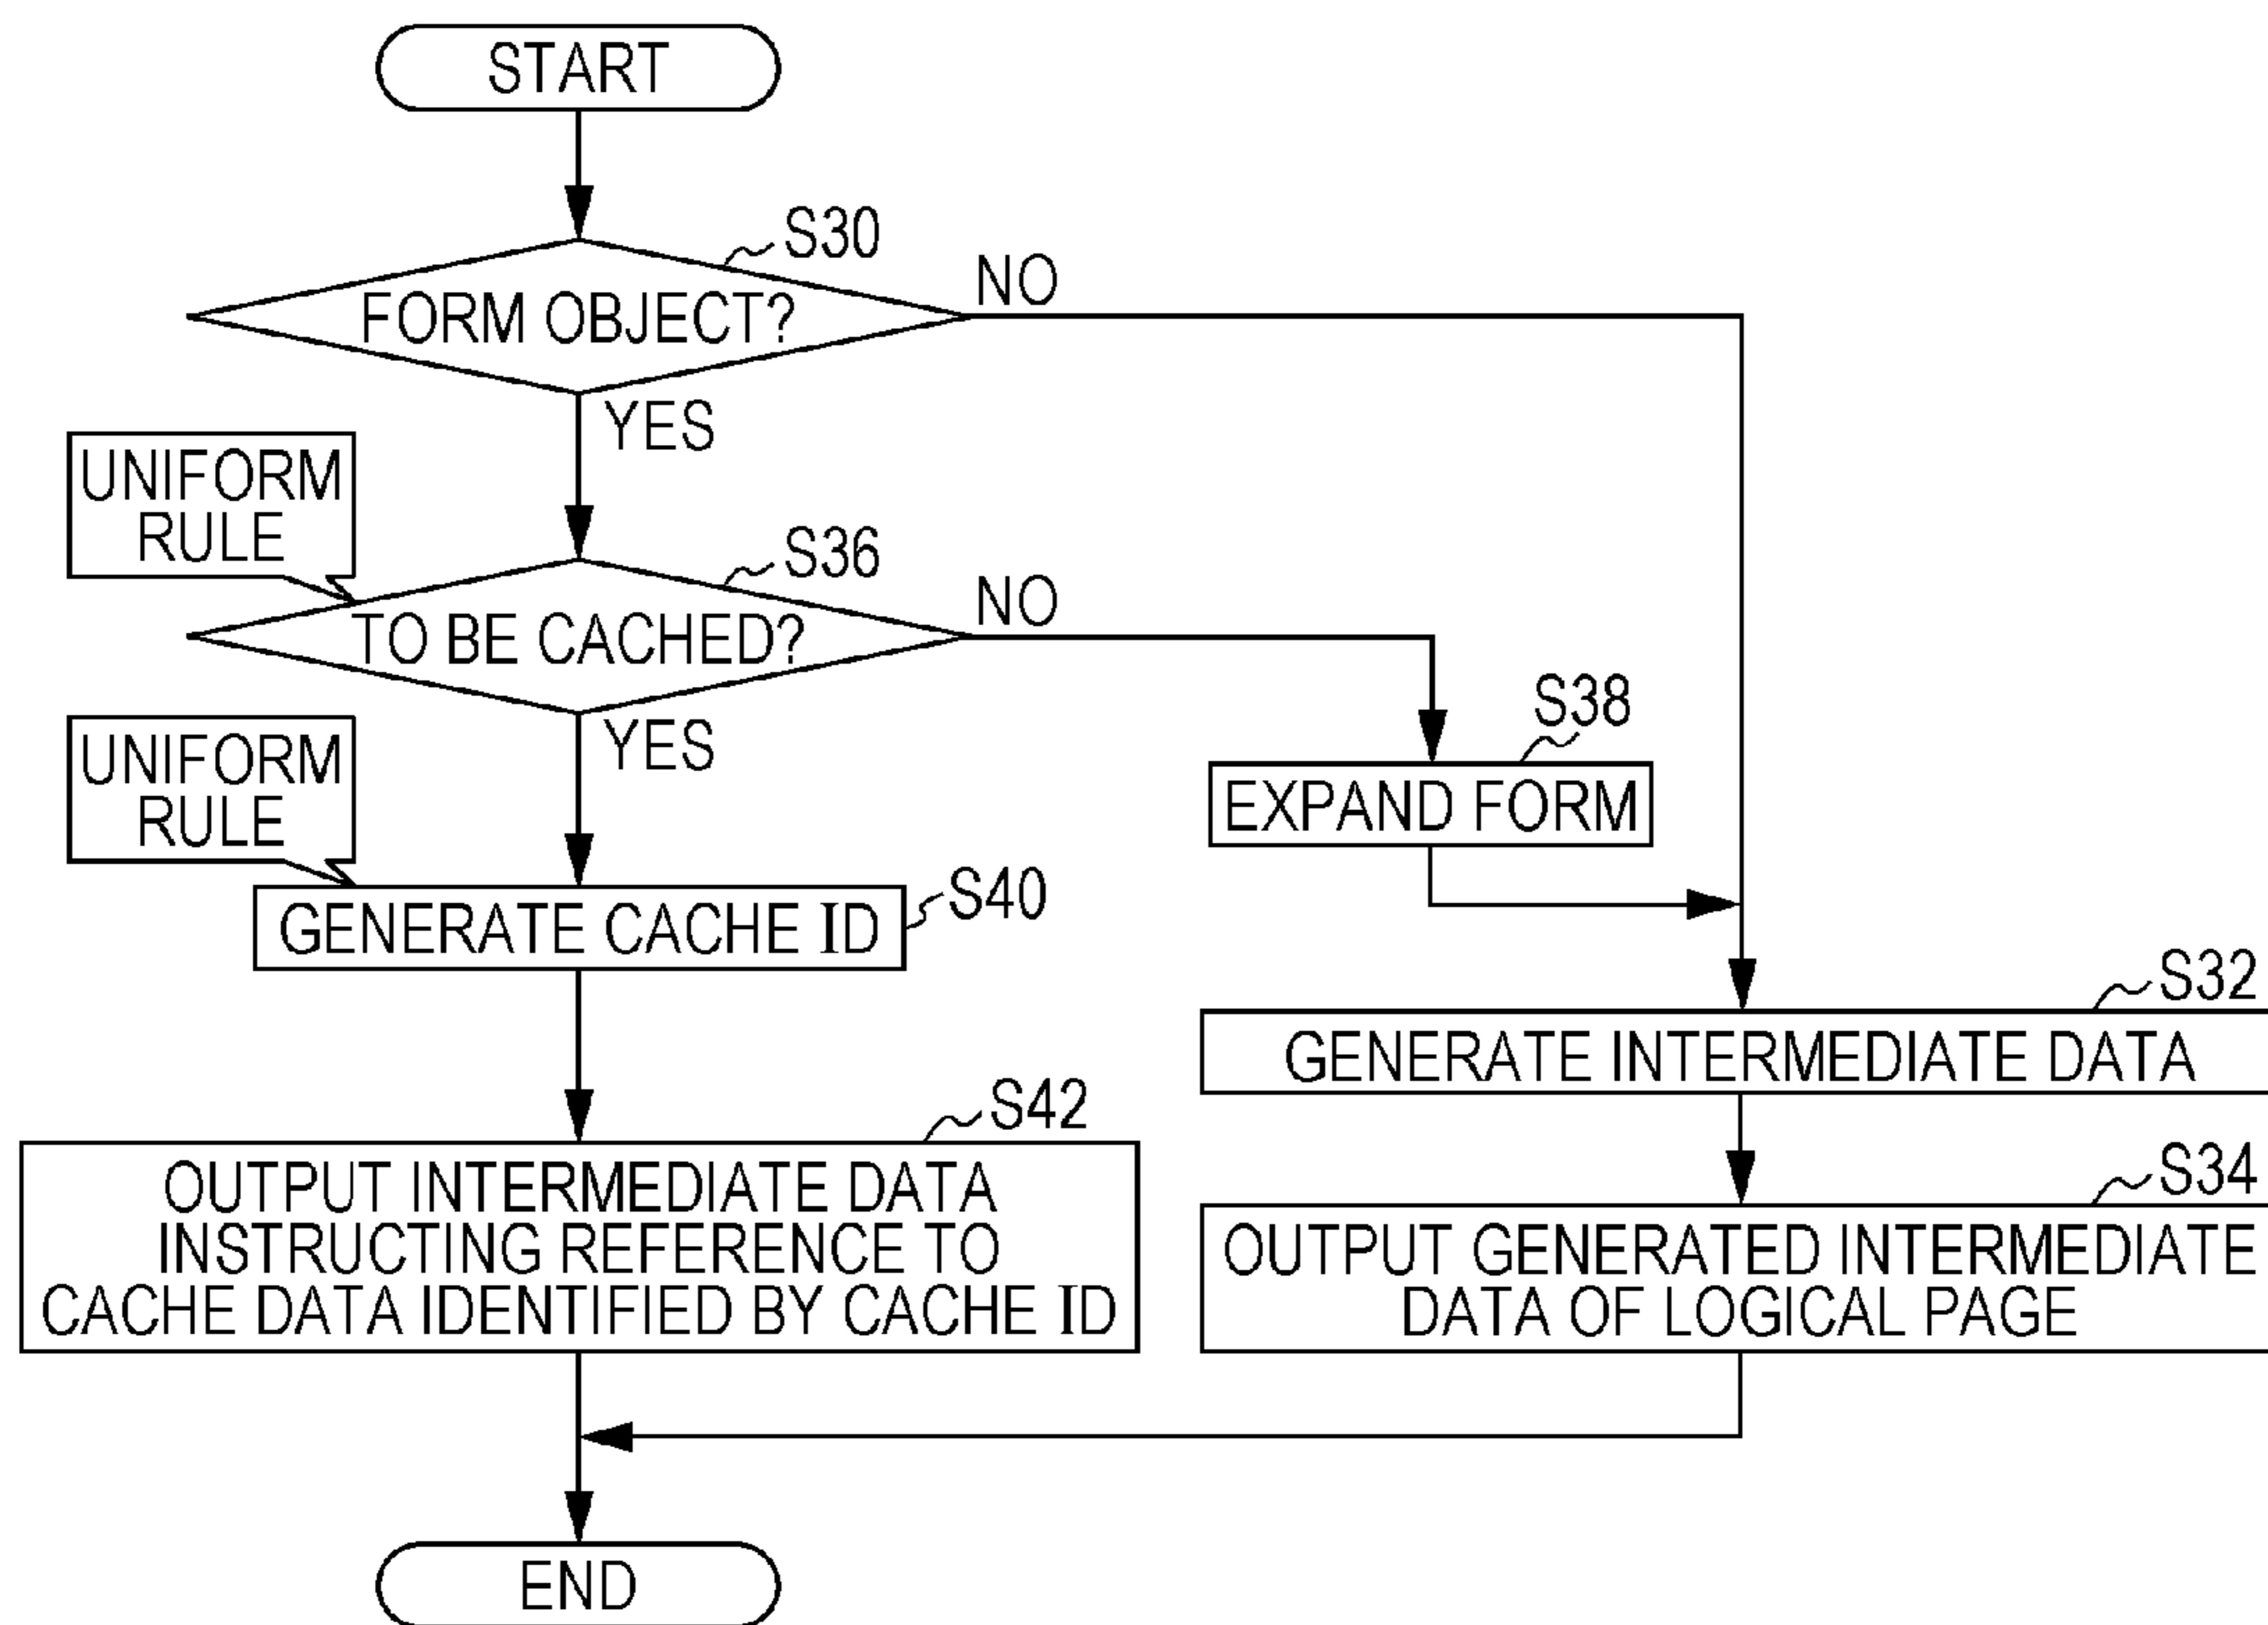 START
S30
FORM OBJECT?
NO
YES
UNIFORM
RULE
S36
TO BE CACHED?
NO
YES
S38
EXPAND FORM
UNIFORM
RULE
S40
GENERATE CACHE ID
S32
GENERATE INTERMEDIATE DATA
S42
OUTPUT INTERMEDIATE DATA
INSTRUCTING REFERENCE TO
CACHE DATA IDENTIFIED BY CACHE ID
S34
OUTPUT GENERATED INTERMEDIATE
DATA OF LOGICAL PAGE
END